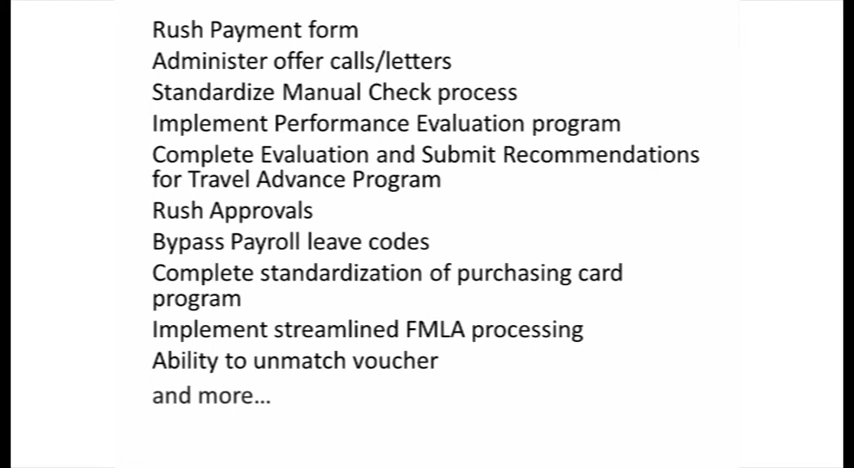 Rush Payment form
Administer offer calls/letters
Standardize Manual Check process
Implement Performance Evaluation program
Complete Evaluation and Submit Recommendations
for Travel Advance Program
Rush Approvals
Bypass Payroll leave codes
Complete standardization of purchasing card
program
Implement streamlined FMLA processing
Ability to unmatch voucher
and more...